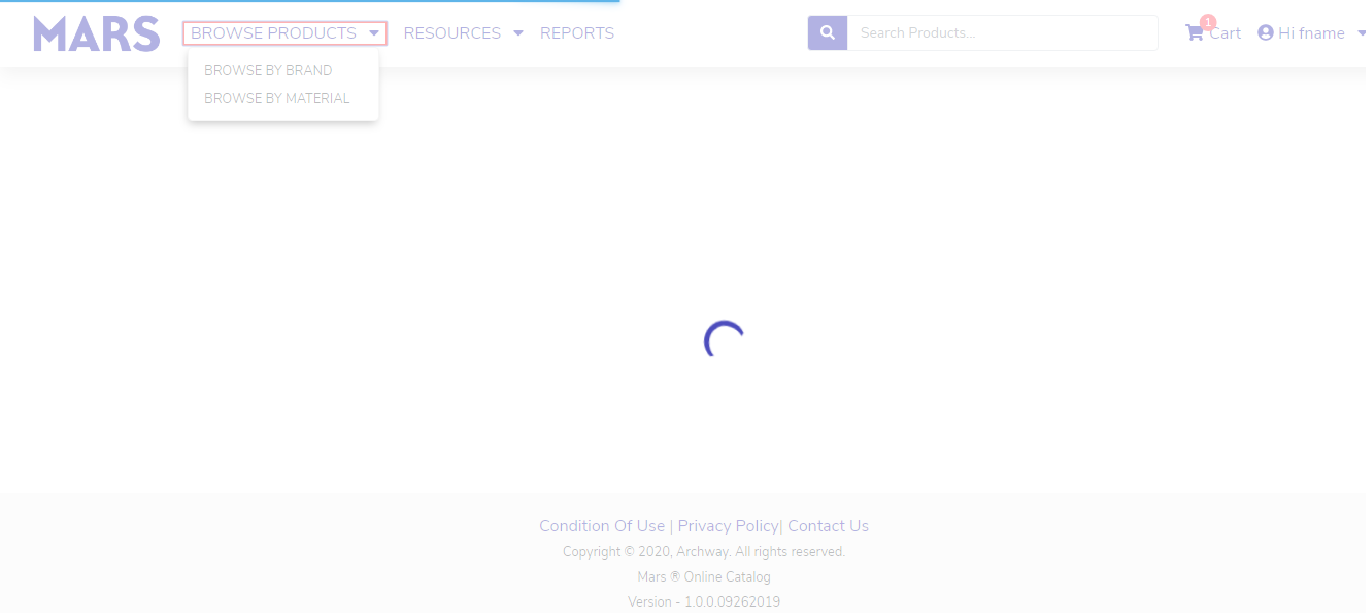 MARS BROWSE PRODUCTS RESOURCES REPORTS Search Products... 1 Cart Hi fname
BROWSE BY BRAND
BROWSE BY MATERIAL
Condition Of Use | Privacy Policy| Contact Us
Copyright © 2020, Archway. All rights reserved.
Mars ® Online Catalog
Version - 1.0.0.09262019